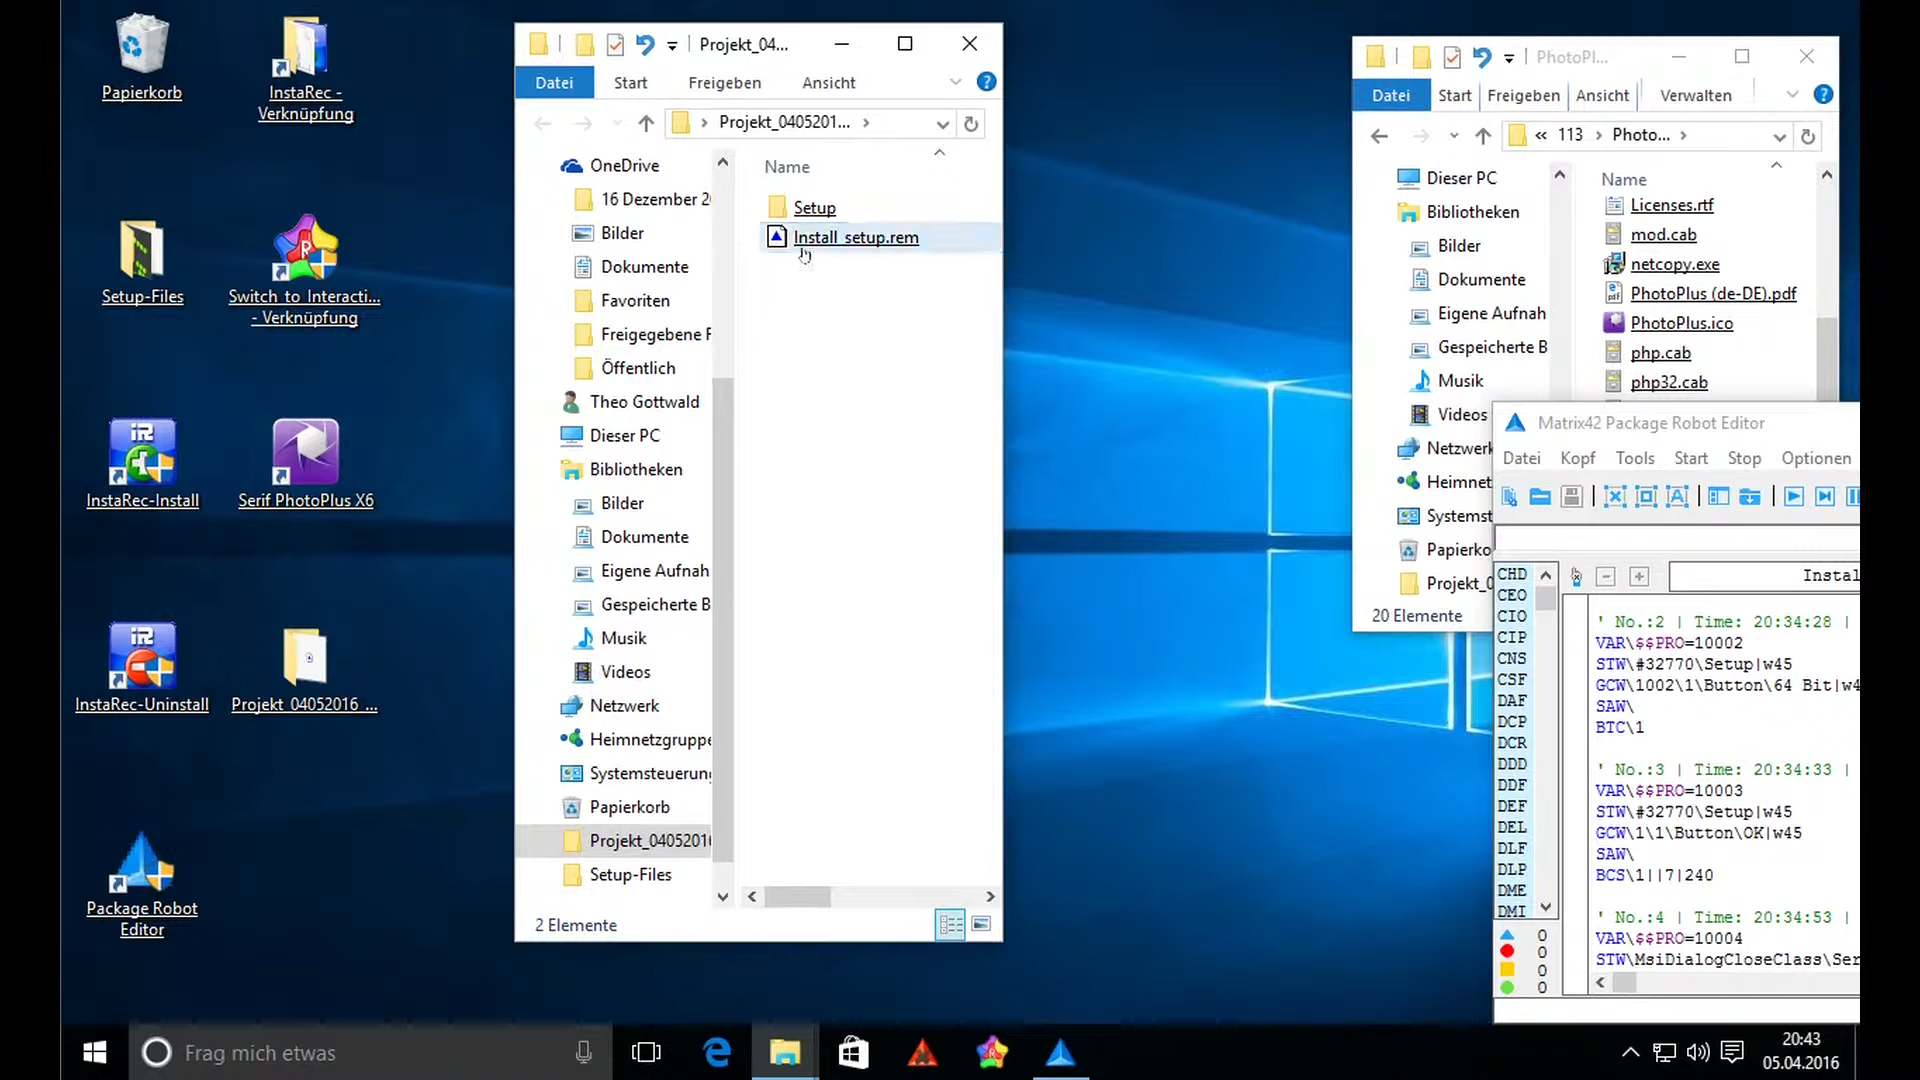 Papierkorb
InstaRec -
Verknüpfung
Setup-Files
Switch to Interacti...
- Verknüpfung
InstaRec-Install
Serif PhotoPlus X6
InstaRec-Uninstall
Projekt_04052016_...
Package Robot
Editor
Projekt_04...
Datei Start Freigeben Ansicht
Projekt_0405201...
OneDrive
16 Dezember 2
Bilder
Dokumente
Favoriten
Freigegebene F
Öffentlich
Theo Gottwald
Dieser PC
Bibliotheken
Bilder
Dokumente
Eigene Aufnah
Gespeicherte B
Musik
Videos
Netzwerk
Heimnetzgruppe
Systemsteuerung
Papierkorb
Projekt_04052016
Setup-Files
Name
Setup
Install_setup.rem
2 Elemente
PhotoPl...
Datei Start Freigeben Ansicht Verwalten
« 113 Photo...
Dieser PC
Bibliotheken
Bilder
Dokumente
Eigene Aufnah
Gespeicherte B
Musik
Videos
Netzwerk
Heimnet
Systemst
Papierko
Projekt_0
Name
Licenses.rtf
mod.cab
netcopy.exe
PhotoPlus (de-DE).pdf
PhotoPlus.ico
php.cab
php32.cab
20 Elemente
Matrix42 Package Robot Editor
Datei Kopf Tools Start Stop Optionen
Instal
CHD
CEO
CIO
CIP
CNS
CSF
DAF
DCP
DCR
DDD
DDF
DEF
DEL
DLF
DLP
DME
DMI
0
0
0
0
' No.:2 | Time: 20:34:28 |
VAR\$$PRO=10002
STW\#32770\Setup|w45
GCW\1002\1\Button\64 Bit|w4
SAW\
BTC\1
' No.:3 | Time: 20:34:33 |
VAR\$$PRO=10003
STW\#32770\Setup|w45
GCW\1\1\Button\OK|w45
SAW\
BCS\1||7|240
' No.:4 | Time: 20:34:53 |
VAR\$$PRO=10004
STW\MsiDialogCloseClass\Ser
Frag mich etwas
20:43
05.04.2016